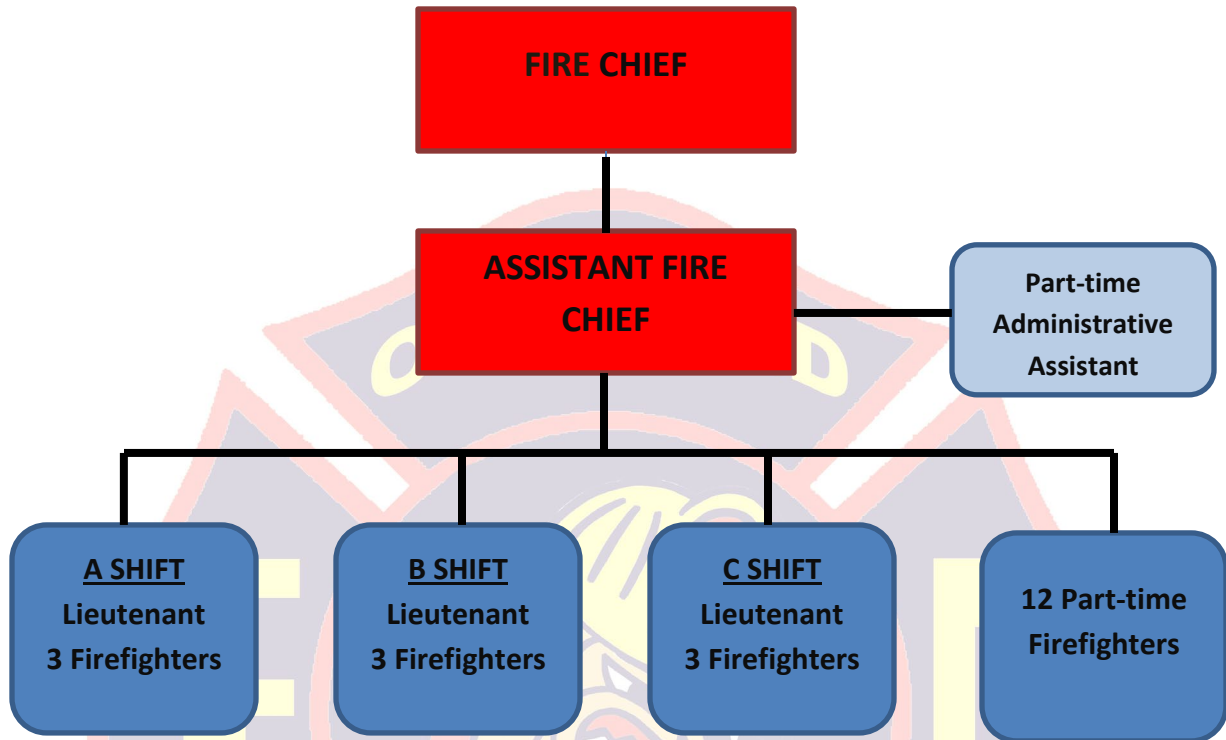 FIRE CHIEF
ASSISTANT FIRE
CHIEF
Part-time
Administrative
Assistant
A SHIFT
Lieutenant
3 Firefighters
B SHIFT
Lieutenant
3 Firefighters
C SHIFT
Lieutenant
3 Firefighters
12 Part-time
Firefighters